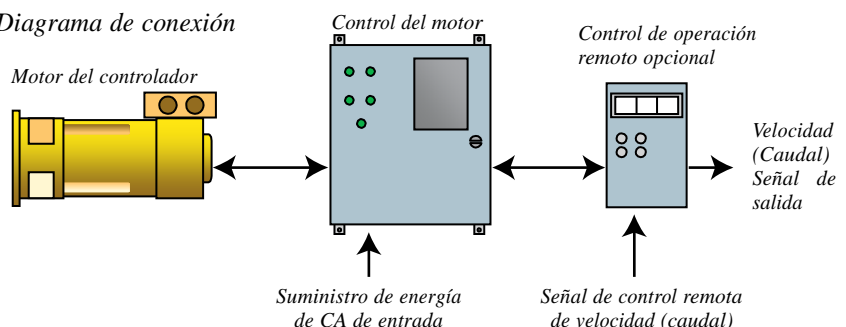 Diagrama de conexión
Control del motor
Control de operación
remoto opcional
Motor del controlador
Velocidad
(Caudal)
Señal de
salida
Suministro de energía
de CA de entrada
Señal de control remota
de velocidad (caudal)